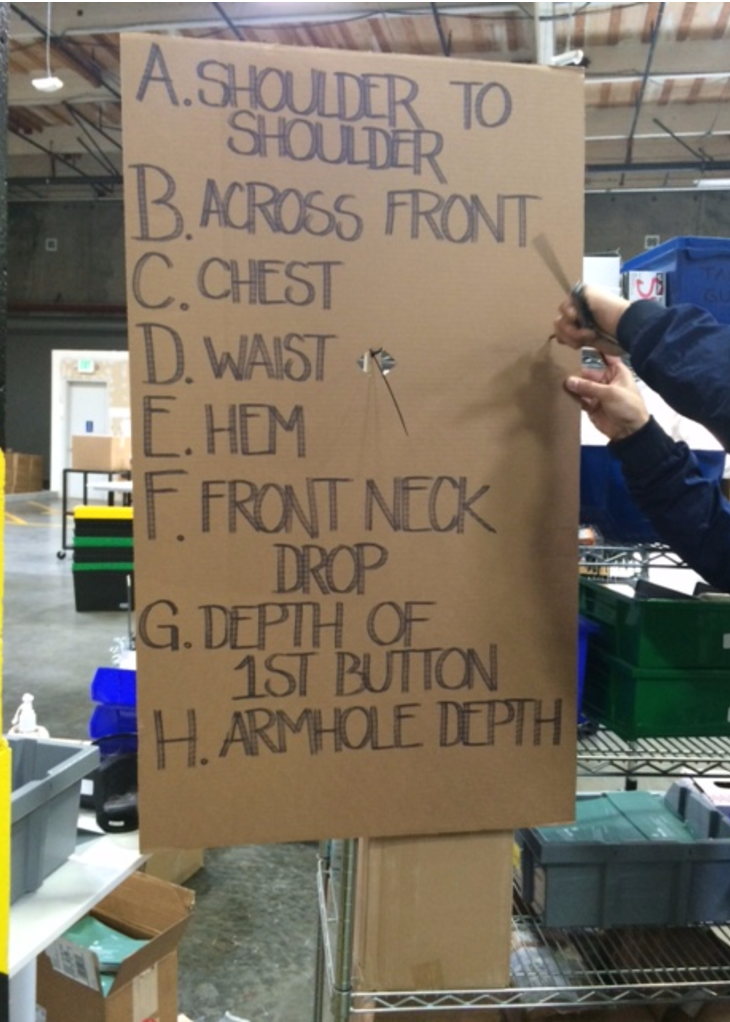 A. SHOULDER TO
SHOULDER
B. ACROSS FRONT
C. CHEST
D. WAIST
E. HEM
F. FRONT NECK
DROP
G. DEPTH OF
1ST BUTTON
H. ARMHOLE DEPTH